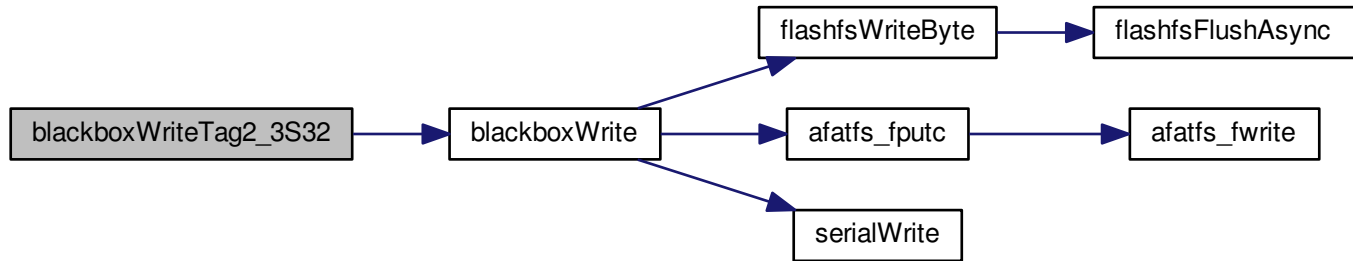 flashfsWriteByte
flashfsFlushAsync
blackboxWriteTag2_3S32
blackboxWrite
afatfs_fputc
afatfs_fwrite
serialWrite